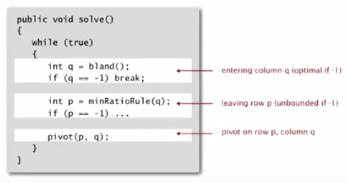 public void solve()
{
while (true)
{
int q = bland();
if (q == -1) break;
entering column q (optimal if -1)
int p = minRatioRule(q);
if (p == -1) ...
leaving row p (unbounded if -1)
pivot(p, q);
pivot on row p, column q
}
}